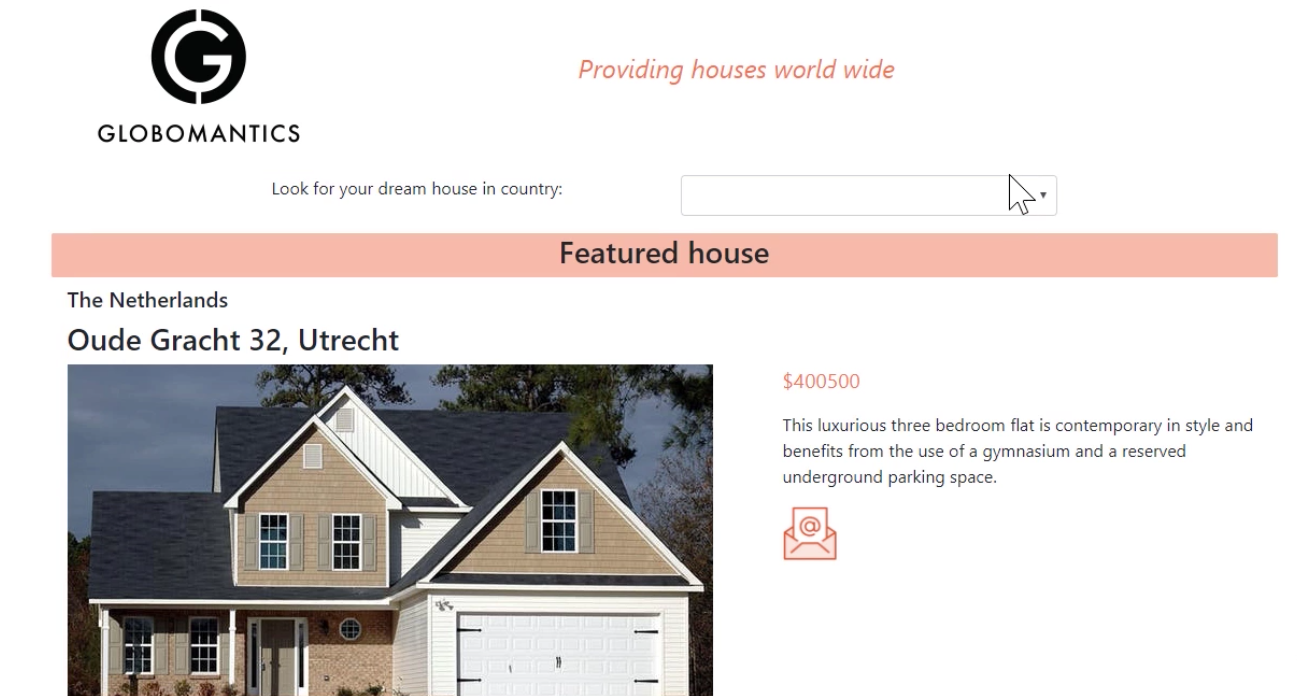 GLOBOMANTICS
Providing houses world wide
Look for your dream house in country:
Featured house
The Netherlands
Oude Gracht 32, Utrecht
$400500
This luxurious three bedroom flat is contemporary in style and
benefits from the use of a gymnasium and a reserved
underground parking space.